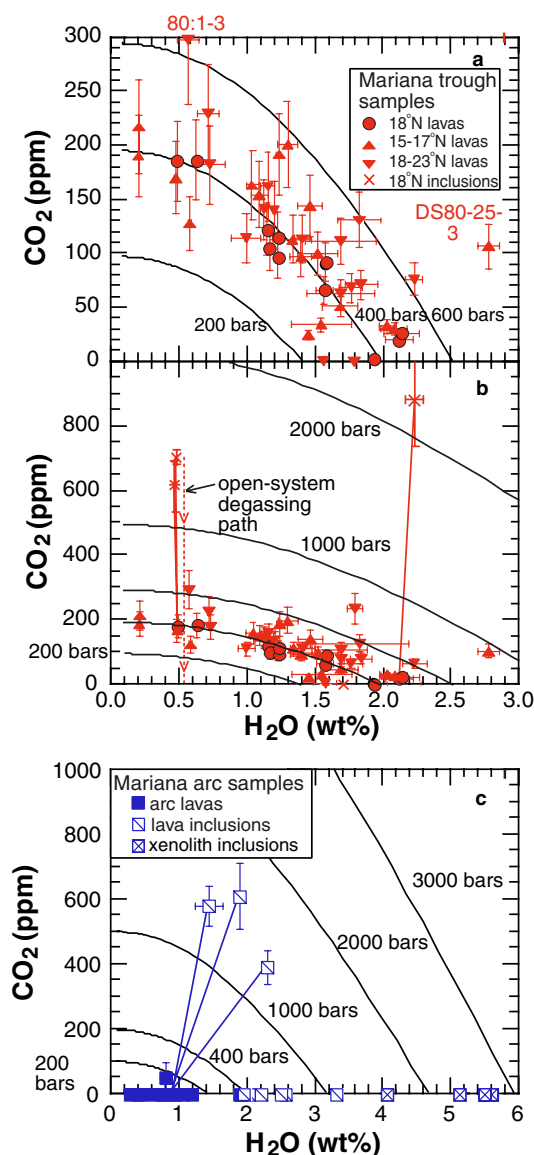 80:1-3
300
250
200
150
100
50
0
CO2 (ppm)
a
Mariana trough
samples
18°N lavas
15-17°N lavas
18-23°N lavas
18°N inclusions
DS80-25-
3
200 bars
400 bars
600 bars
b
800
600
400
200
0
CO2 (ppm)
2000 bars
open-system
degassing
path
1000 bars
200 bars
0.0 0.5 1.0 1.5 2.0 2.5 3.0
H2O (wt%)
1000
800
600
400
200
0
CO2 (ppm)
Mariana arc samples
arc lavas
lava inclusions
xenolith inclusions
c
3000 bars
2000 bars
1000 bars
400 bars
200
bars
0 1 2 3 4 5 6
H2O (wt%)